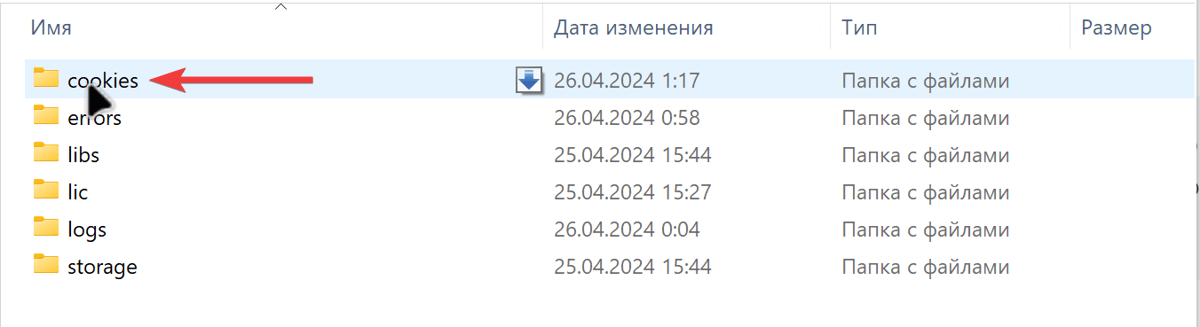 Имя Дата изменения Тип Размер
cookies 26.04.2024 1:17 Папка с файлами
errors 26.04.2024 0:58 Папка с файлами
libs 25.04.2024 15:44 Папка с файлами
lic 25.04.2024 15:27 Папка с файлами
logs 26.04.2024 0:04 Папка с файлами
storage 25.04.2024 15:44 Папка с файлами